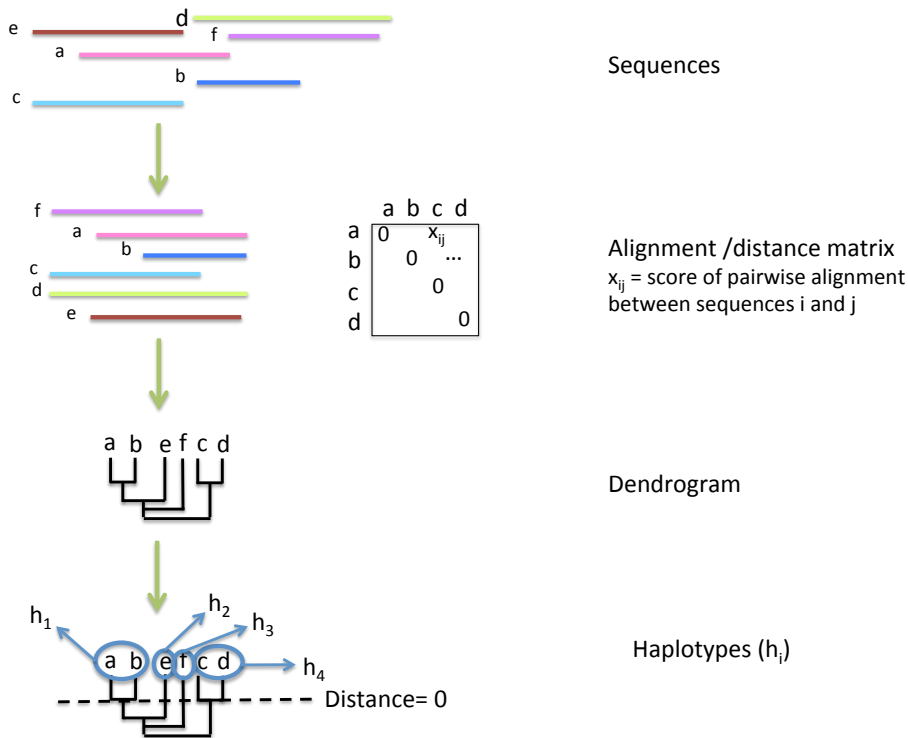 d
e
f
a
b
c
Sequences
f
a
b
c
d
e
a b c d
a 0 x_ij
b 0 ...
c 0
d 0
Alignment /distance matrix
x_ij = score of pairwise alignment
between sequences i and j
a b e f c d
Dendrogram
h_1
h_2
h_3
h_4
a b e f c d
Distance= 0
Haplotypes (h_i)